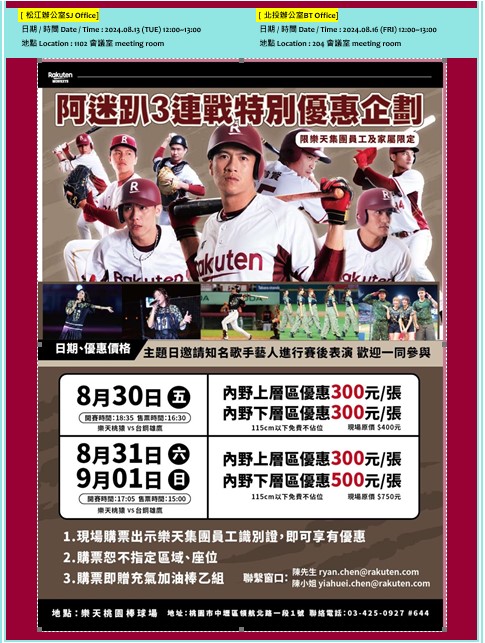 [ 松江辦公室SJ Office]
日期 / 時間 Date / Time : 2024.08.13 (TUE) 12:00~13:00
地點 Location : 1102 會議室 meeting room
[ 北投辦公室BT Office]
日期 / 時間 Date / Time : 2024.08.16 (FRI) 12:00~13:00
地點 Location : 204 會議室 meeting room
Rakuten
MONKEYS
阿迷趴3連戰特別優惠企劃
限樂天集團員工及家屬限定
R
R
R
R
Rakuten
Rakuten
日期、優惠價格
主題日邀請知名歌手藝人進行賽後表演 歡迎一同參與
8月30日 五
開賽時間:18:35 售票時間:16:30
樂天桃猿 VS 台鋼雄鷹
內野上層區優惠300元/張
內野下層區優惠300元/張
115cm以下免費不佔位
現場原價 $400元
8月31日 六
9月01日 日
開賽時間:17:05 售票時間:15:00
樂天桃猿 VS 台鋼雄鷹
內野上層區優惠300元/張
內野下層區優惠500元/張
115cm以下免費不佔位
現場原價 $750元
1.現場購票出示樂天集團員工識別證,即可享有優惠
2.購票恕不指定區域、座位
3.購票即贈充氣加油棒乙組
聯繫窗口:
陳先生 ryan.chen@rakuten.com
陳小姐 yiahuei.chen@rakuten.com
地點:樂天桃園棒球場 地址:桃園市中壢區領航北路一段1號 聯絡電話:03-425-0927 #644